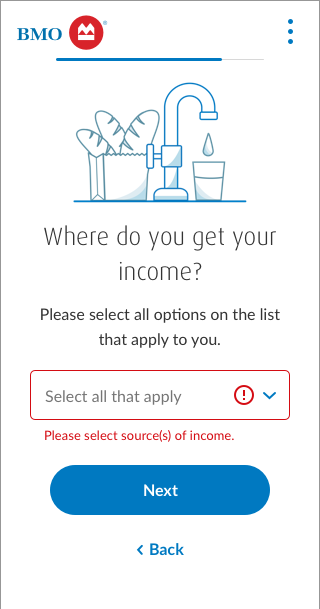 BMO
Where do you get your
income?
Please select all options on the list
that apply to you.
Select all that apply
Please select source(s) of income.
Next
Back